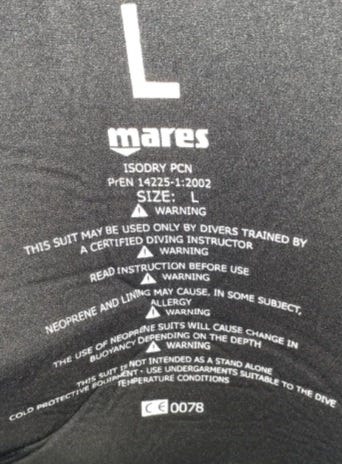 L
mares
ISODRY PCN
PrEN 14225-1:2002
SIZE: L
WARNING
THIS SUIT MAY BE USED ONLY BY DIVERS TRAINED BY
A CERTIFIED DIVING INSTRUCTOR
WARNING
READ INSTRUCTION BEFORE USE
WARNING
NEOPRENE AND LINING MAY CAUSE, IN SOME SUBJECT,
ALLERGY
WARNING
THE USE OF NEOPRENE SUITS WILL CAUSE CHANGE IN
BUOYANCY DEPENDING ON THE DEPTH
WARNING
THIS SUIT IS NOT INTENDED AS A STAND ALONE
COLD PROTECTIVE EQUIPMENT - USE UNDERGARMENTS SUITABLE TO THE DIVE
TEMPERATURE CONDITIONS
CE 0078